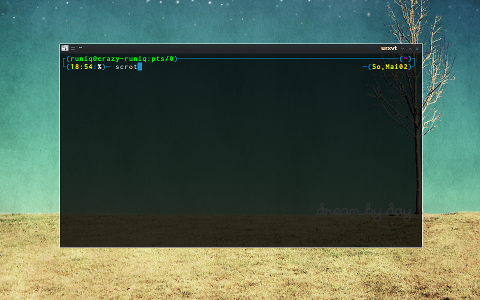 urxvt
(runiq@crazy-runiq:pts/0) (~)
(18:54:%)— scrot —(So,Mai02)
dream by day